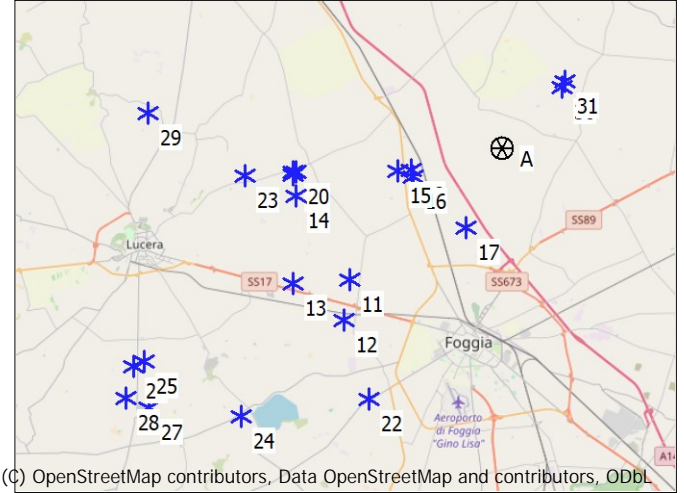 31
29
A
23
20
14
15
16
17
SS89
Lucera
SS17
SS673
13
11
12
Foggia
25
28
27
24
22
Aeroporto
di Foggia
"Gino Lisa"
A14
(C) OpenStreetMap contributors, Data OpenStreetMap and contributors, ODbL